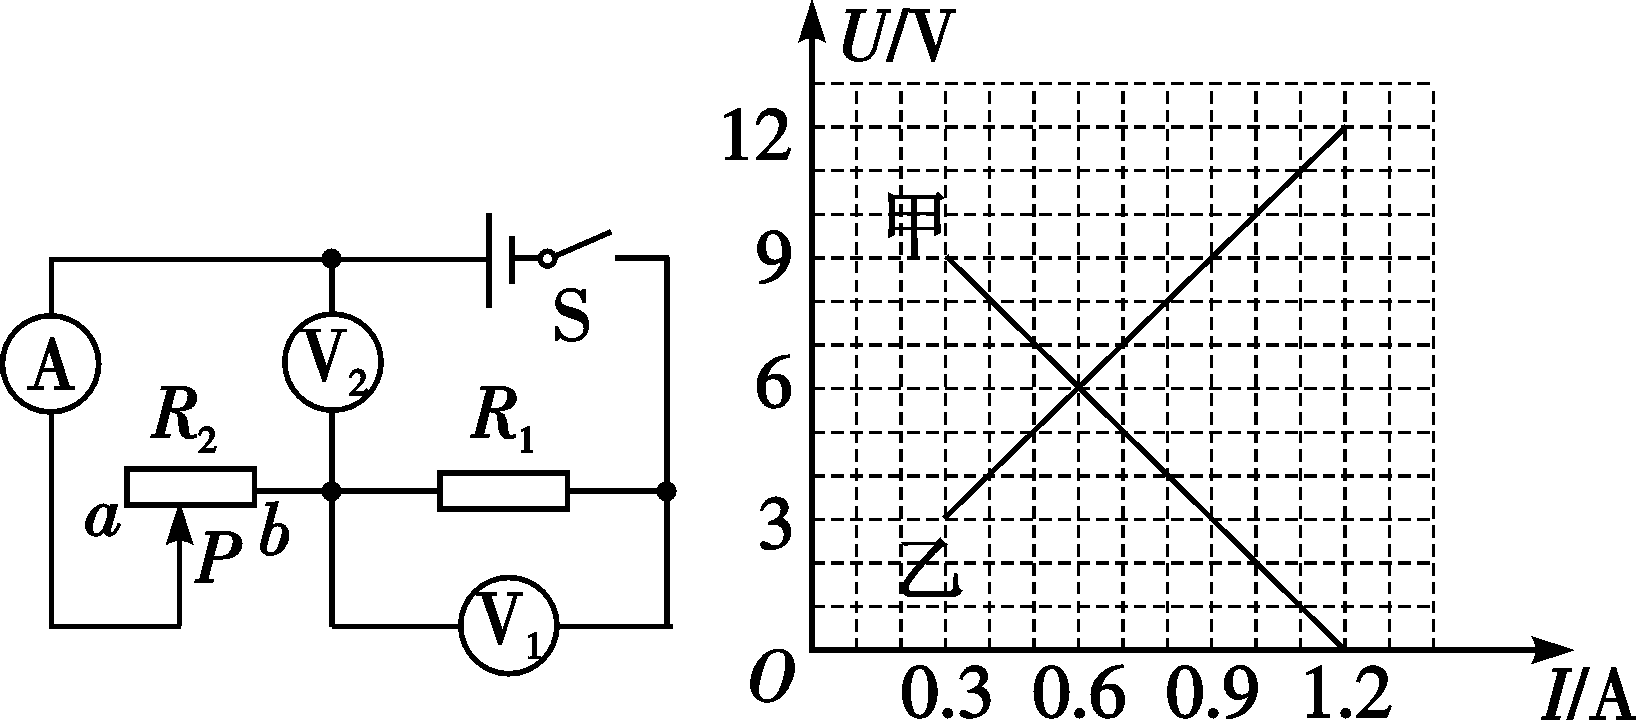 A
V₂
S
R₂
R₁
a
P
b
V₁
U/V
12
9
6
3
O
甲
乙
0.3 0.6 0.9 1.2
I/A